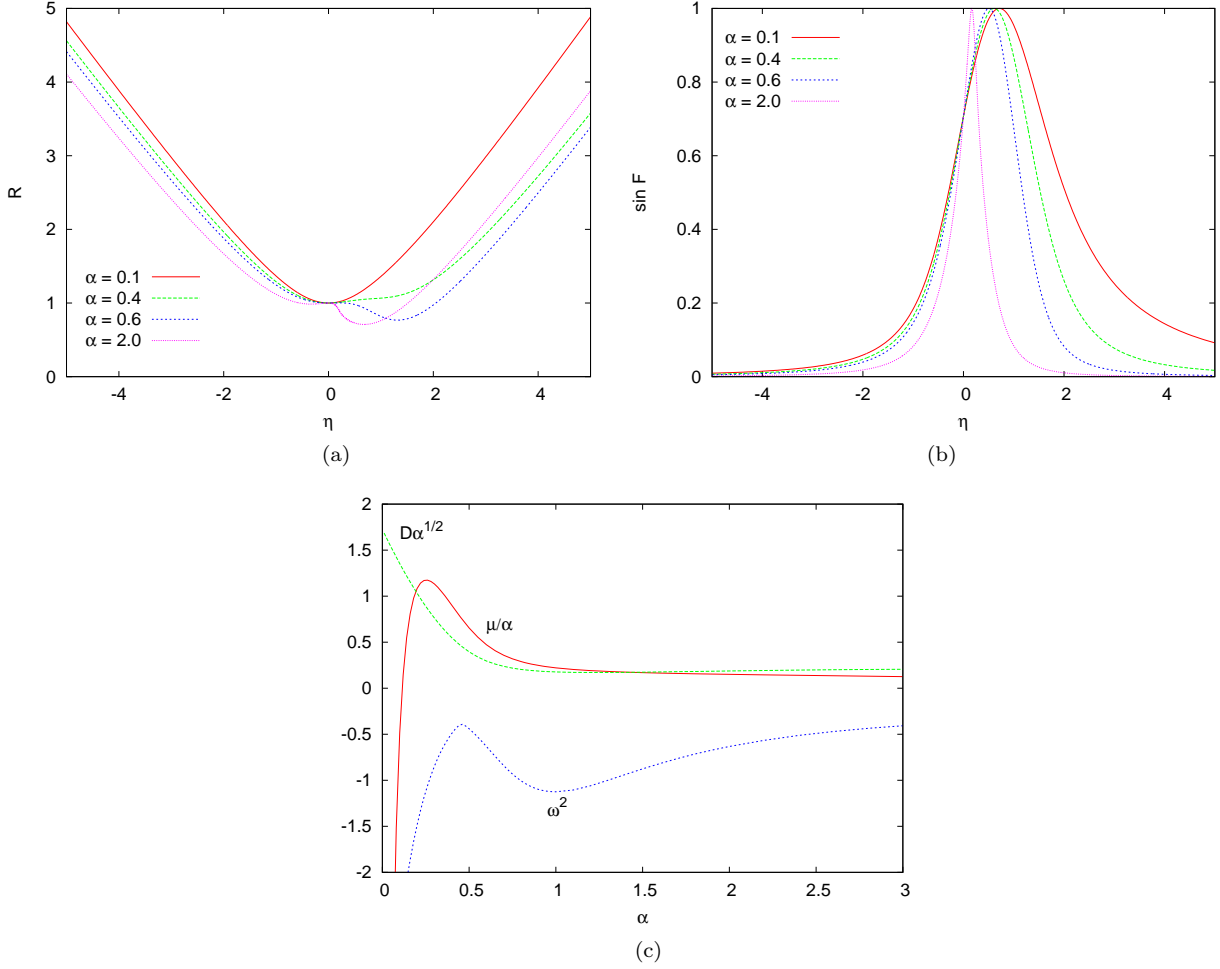 5
4
3
2
1
0
R
α = 0.1
α = 0.4
α = 0.6
α = 2.0
-4 -2 0 2 4
η
(a)
1
0.8
0.6
0.4
0.2
0
sin F
α = 0.1
α = 0.4
α = 0.6
α = 2.0
-4 -2 0 2 4
η
(b)
2
1.5
1
0.5
0
-0.5
-1
-1.5
-2
Dα^1/2
μ/α
ω^2
0 0.5 1 1.5 2 2.5 3
α
(c)